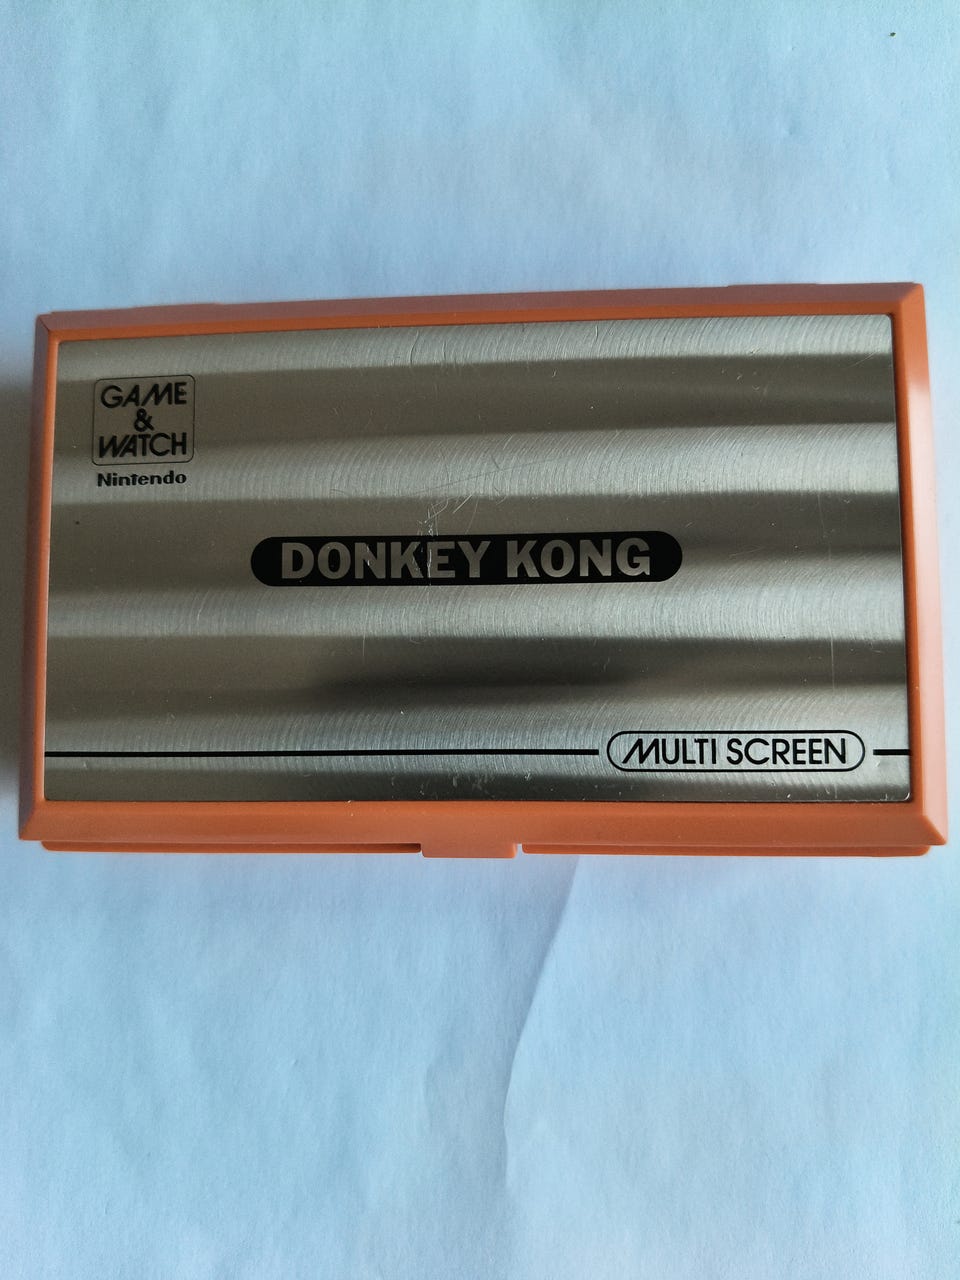 GAME
&
WATCH
Nintendo
DONKEY KONG
MULTI SCREEN